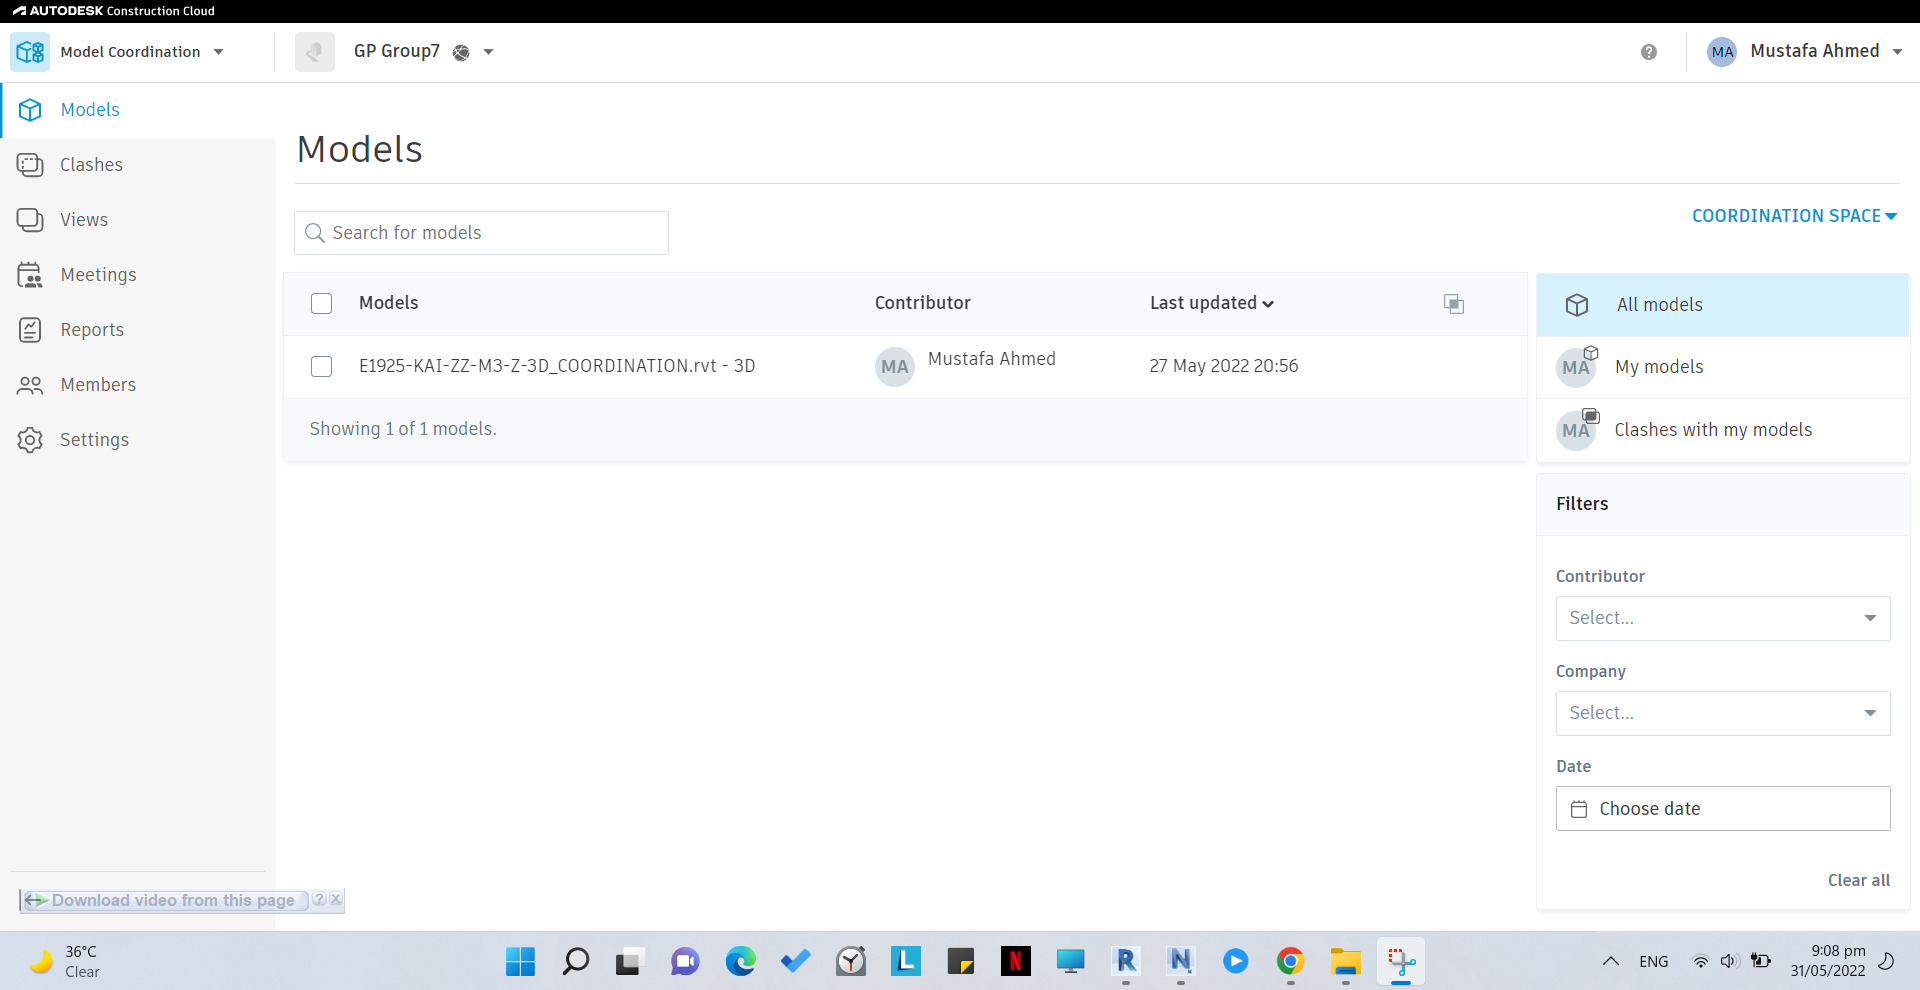 AUTODESK Construction Cloud
Model Coordination
GP Group7
MA
Mustafa Ahmed
Models
Clashes
Views
Meetings
Reports
Members
Settings
Models
Search for models
COORDINATION SPACE
Models
Contributor
Last updated
E1925-KAI-ZZ-M3-Z-3D_COORDINATION.rvt - 3D
MA
Mustafa Ahmed
27 May 2022 20:56
Showing 1 of 1 models.
All models
MA
My models
MA
Clashes with my models
Filters
Contributor
Select...
Company
Select...
Date
Choose date
Clear all
Download video from this page
?
X
36°C
Clear
L
N
R
N
ENG
9:08 pm
31/05/2022